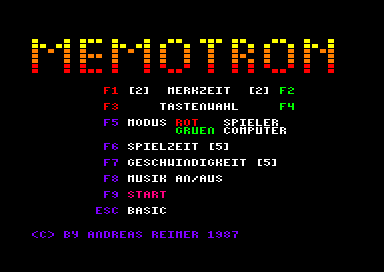 MEMOTRON
F1 [2] MERKZEIT [2] F2
F3 TASTENWAHL F4
F5 MODUS ROT SPIELER
GRUEN COMPUTER
F6 SPIELZEIT [5]
F7 GESCHWINDIGKEIT [5]
F8 MUSIK AN/AUS
F9 START
ESC BASIC
<C> BY ANDREAS REIMER 1987